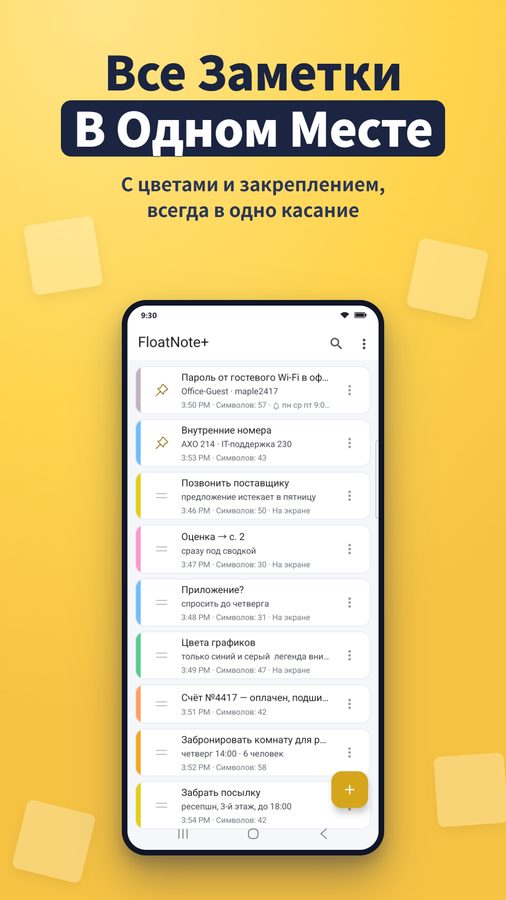 Все Заметки
В Одном Месте
С цветами и закреплением,
всегда в одно касание
9:30
FloatNote+
Пароль от гостевого Wi-Fi в оф...
Office-Guest · maple2417
3:50 PM · Символов: 57 · пн ср пт 9:0...
Внутренние номера
АХО 214 · IT-поддержка 230
3:53 PM · Символов: 43
Позвонить поставщику
предложение истекает в пятницу
3:46 PM · Символов: 50 · На экране
Оценка → с. 2
сразу под сводкой
3:47 PM · Символов: 30 · На экране
Приложение?
спросить до четверга
3:48 PM · Символов: 31 · На экране
Цвета графиков
только синий и серый легенда вни...
3:49 PM · Символов: 47 · На экране
Счёт №4417 — оплачен, подши...
3:51 PM · Символов: 42
Забронировать комнату для р...
четверг 14:00 · 6 человек
3:52 PM · Символов: 58
Забрать посылку
ресепшн, 3-й этаж, до 18:00
3:54 PM · Символов: 42